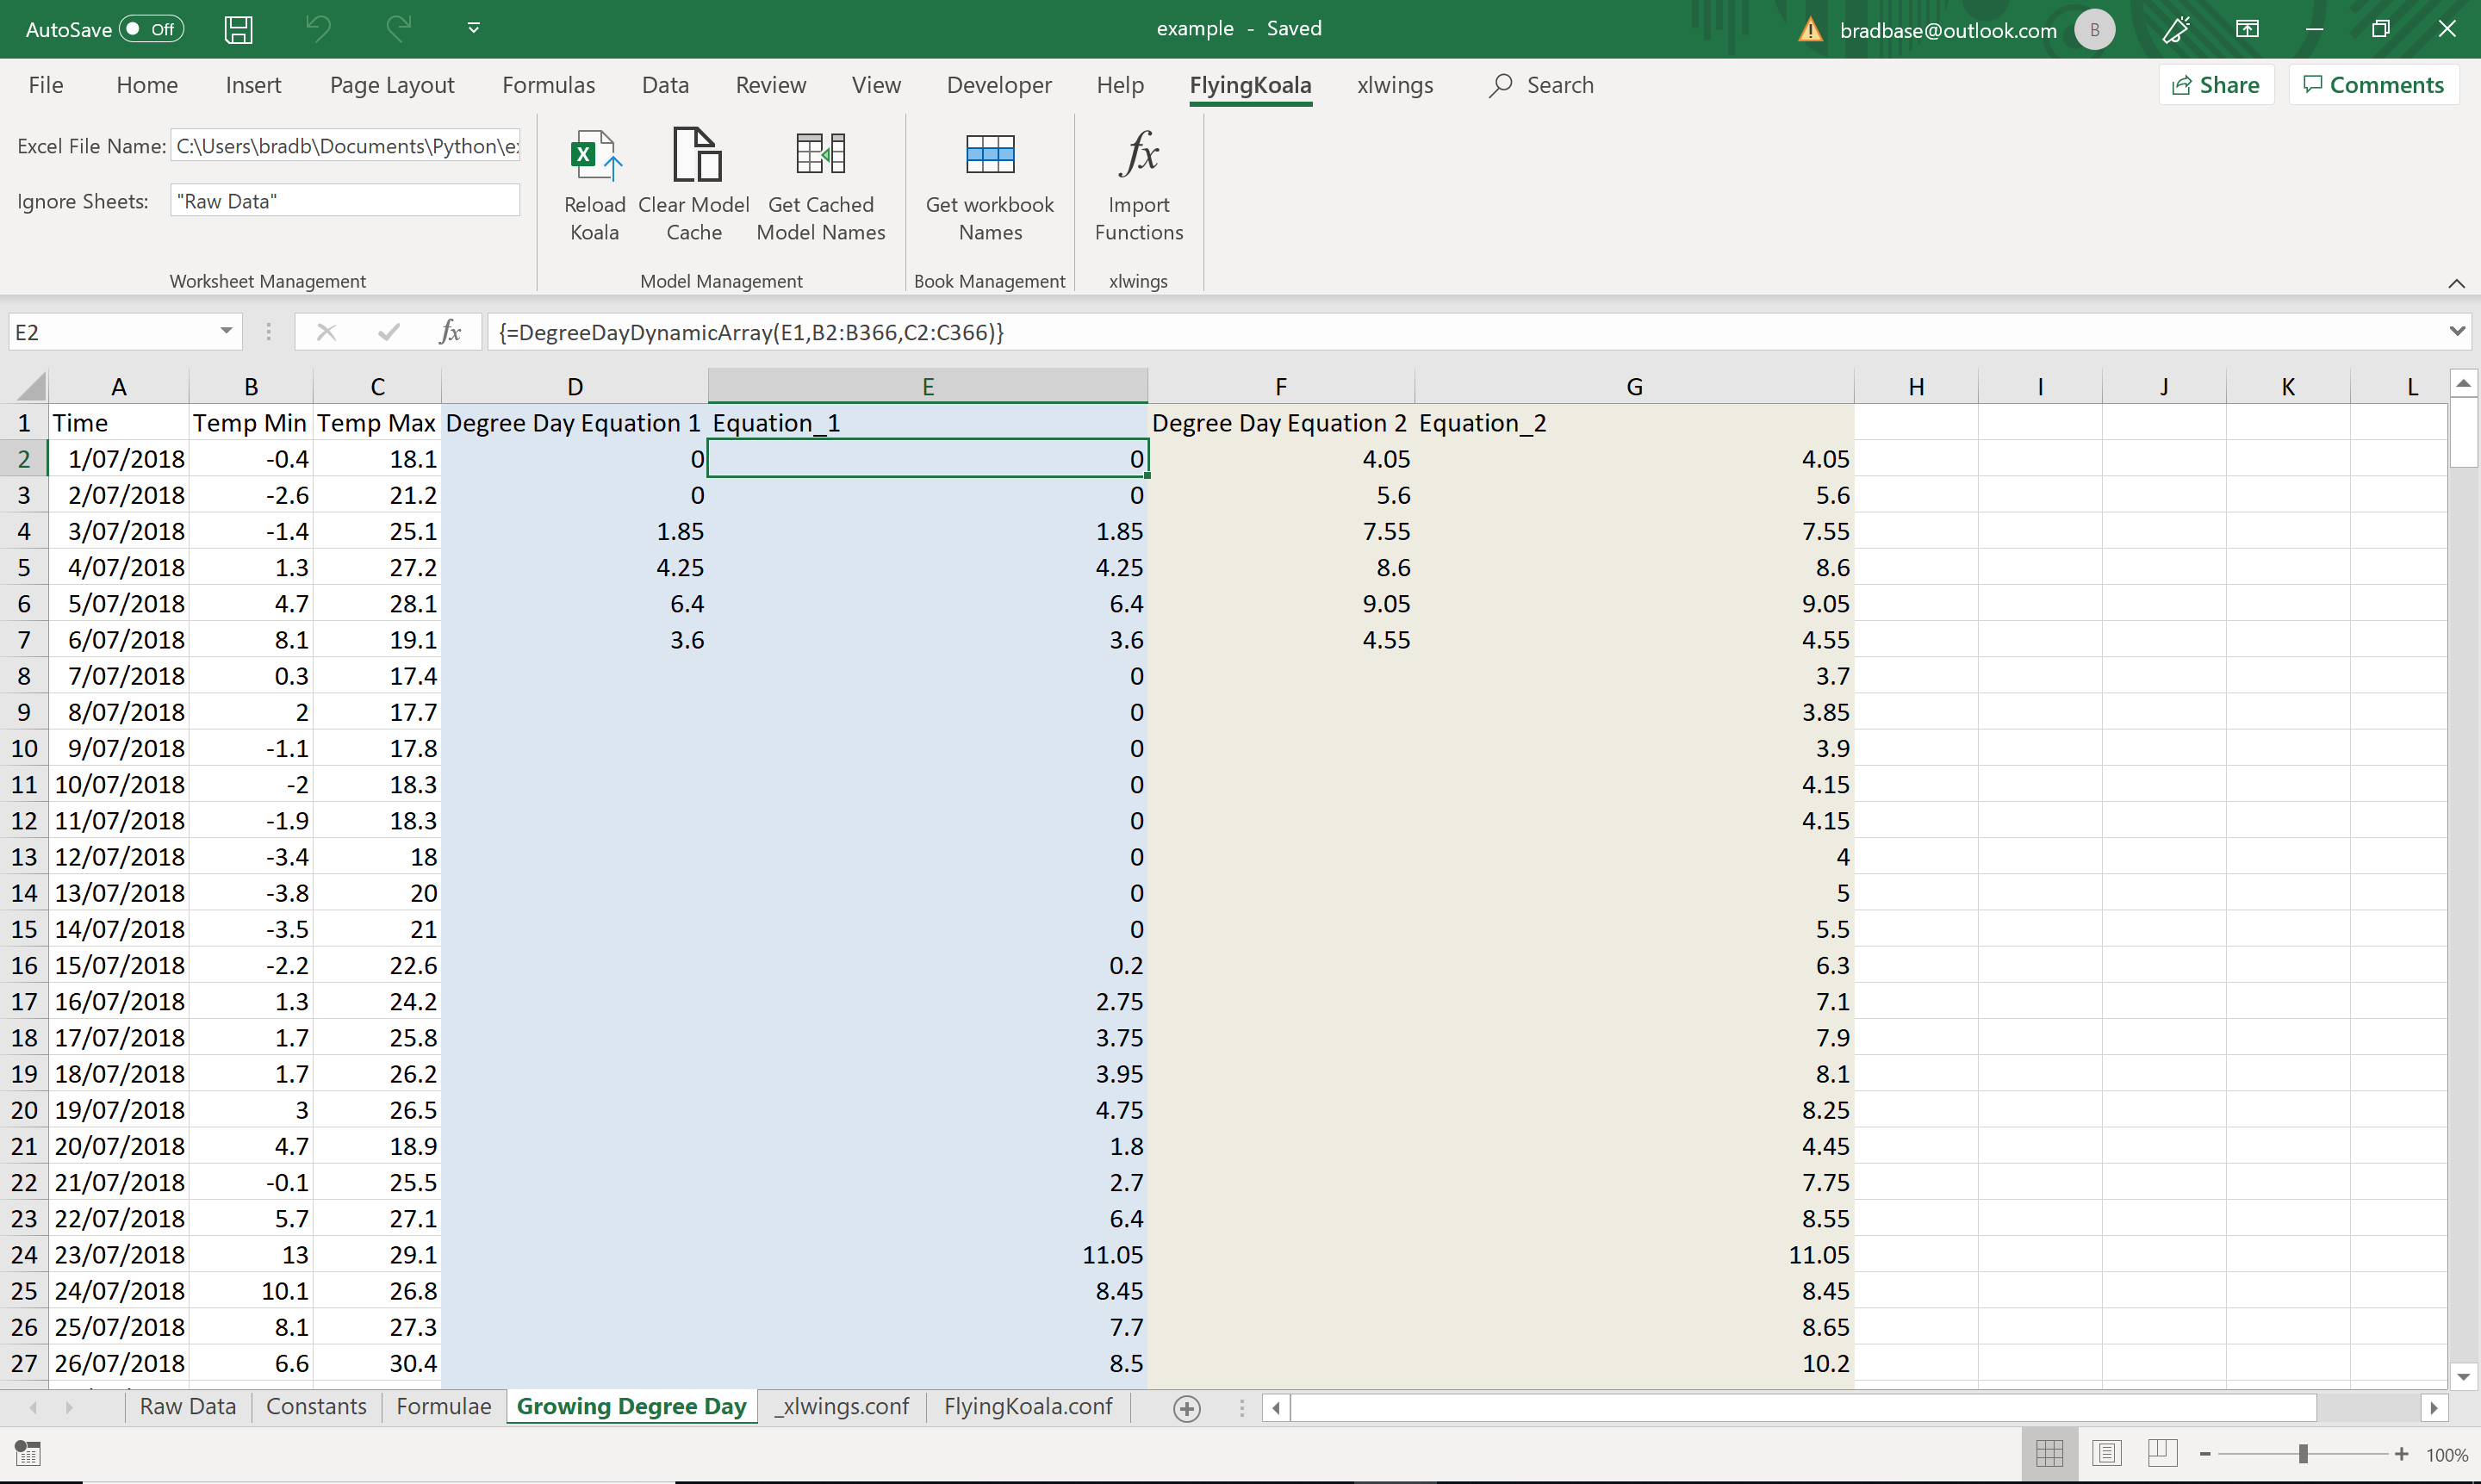 AutoSave Off example - Saved bradbase@outlook.com B
File Home Insert Page Layout Formulas Data Review View Developer Help FlyingKoala xlwings Search Share Comments
Excel File Name: C:\Users\bradb\Documents\Python\e
Ignore Sheets: "Raw Data"
Reload Koala
Clear Model Cache
Get Cached Model Names
Get workbook Names
Import Functions
Worksheet Management Model Management Book Management xlwings
E2 fx {=DegreeDayDynamicArray(E1,B2:B366,C2:C366)}
A B C D E F G H I J K L
1 Time Temp Min Temp Max Degree Day Equation 1 Equation_1 Degree Day Equation 2 Equation_2
2 1/07/2018 -0.4 18.1 0 0 4.05 4.05
3 2/07/2018 -2.6 21.2 0 0 5.6 5.6
4 3/07/2018 -1.4 25.1 1.85 1.85 7.55 7.55
5 4/07/2018 1.3 27.2 4.25 4.25 8.6 8.6
6 5/07/2018 4.7 28.1 6.4 6.4 9.05 9.05
7 6/07/2018 8.1 19.1 3.6 3.6 4.55 4.55
8 7/07/2018 0.3 17.4 0 3.7
9 8/07/2018 2 17.7 0 3.85
10 9/07/2018 -1.1 17.8 0 3.9
11 10/07/2018 -2 18.3 0 4.15
12 11/07/2018 -1.9 18.3 0 4.15
13 12/07/2018 -3.4 18 0 4
14 13/07/2018 -3.8 20 0 5
15 14/07/2018 -3.5 21 0 5.5
16 15/07/2018 -2.2 22.6 0.2 6.3
17 16/07/2018 1.3 24.2 2.75 7.1
18 17/07/2018 1.7 25.8 3.75 7.9
19 18/07/2018 1.7 26.2 3.95 8.1
20 19/07/2018 3 26.5 4.75 8.25
21 20/07/2018 4.7 18.9 1.8 4.45
22 21/07/2018 -0.1 25.5 2.7 7.75
23 22/07/2018 5.7 27.1 6.4 8.55
24 23/07/2018 13 29.1 11.05 11.05
25 24/07/2018 10.1 26.8 8.45 8.45
26 25/07/2018 8.1 27.3 7.7 8.65
27 26/07/2018 6.6 30.4 8.5 10.2
Raw Data Constants Formulae Growing Degree Day _xlwings.conf FlyingKoala.conf
100%